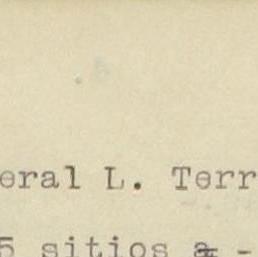 eral L. Terr
5 sitios a -